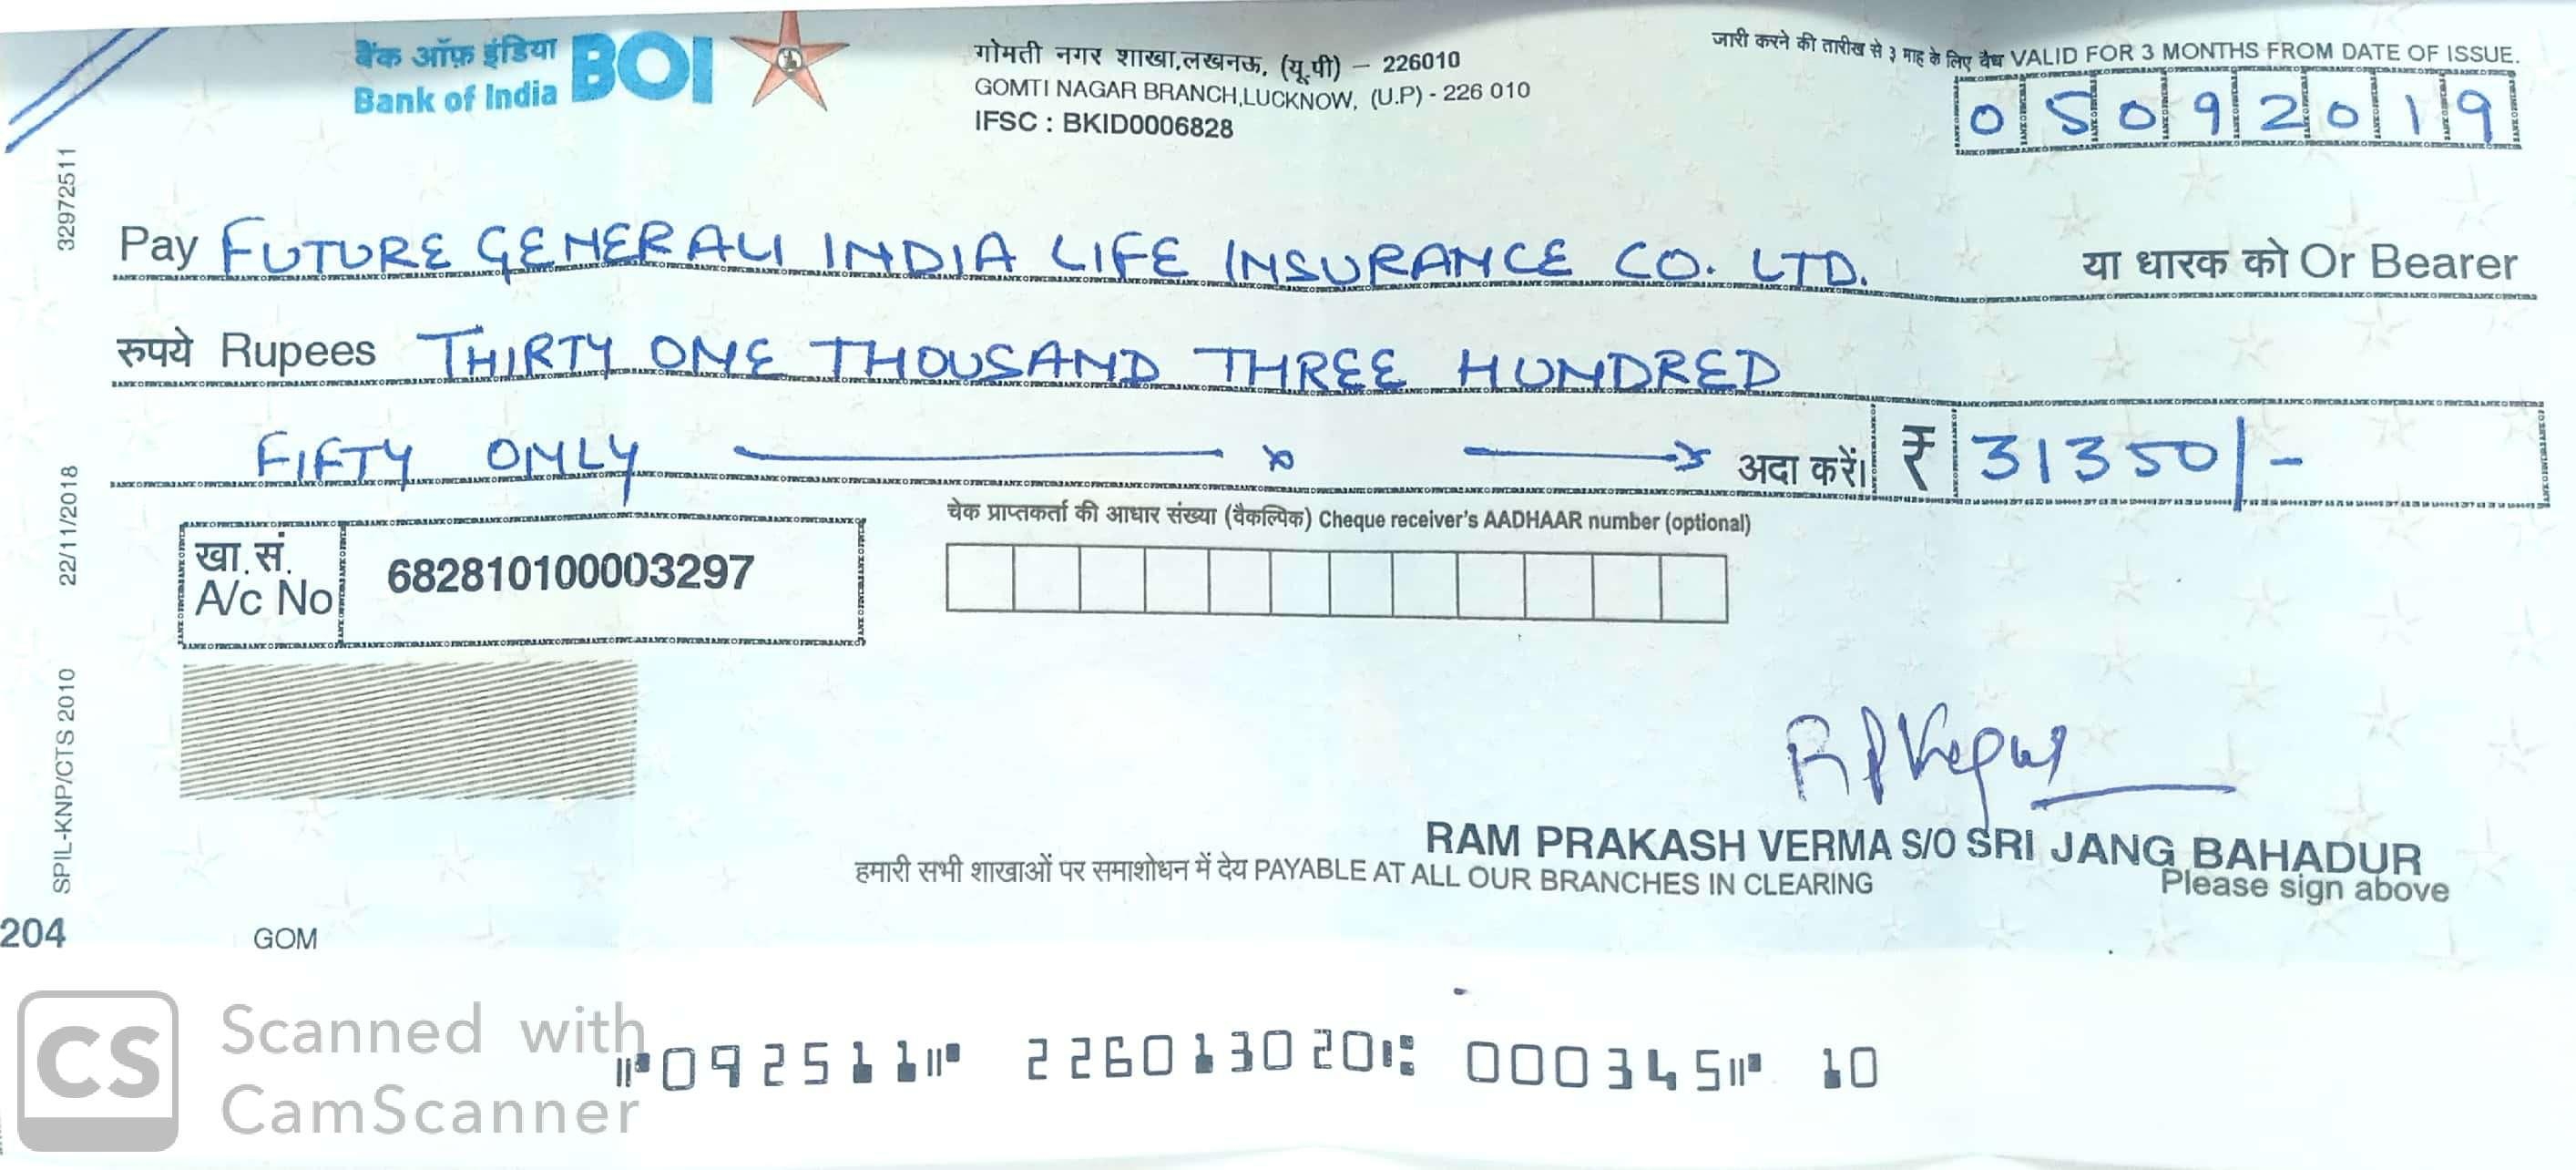 बैंक ऑफ़ इंडिया
Bank of India
BOI
गोमती नगर शाखा,लखनऊ, (यू.पी) – 226010
GOMTI NAGAR BRANCH,LUCKNOW, (U.P) - 226 010
IFSC : BKID0006828
जारी करने की तारीख से ३ माह के लिए वैध VALID FOR 3 MONTHS FROM DATE OF ISSUE.
05092019
32972511
Pay FUTURE GENERALI INDIA LIFE INSURANCE CO. LTD. या धारक को Or Bearer
रुपये Rupees THIRTY ONE THOUSAND THREE HUNDRED
FIFTY ONLY अदा करें। ₹ 31350/-
22/11/2018
चेक प्राप्तकर्ता की आधार संख्या (वैकल्पिक) Cheque receiver's AADHAAR number (optional)
खा.सं.
A/c No 682810100003297
SPIL-KNP/CTS 2010
RAM PRAKASH VERMA S/O SRI JANG BAHADUR
हमारी सभी शाखाओं पर समाशोधन में देय PAYABLE AT ALL OUR BRANCHES IN CLEARING
Please sign above
204
GOM
CS
Scanned with
CamScanner
⑈092511⑈ 226013020⑆ 000345⑈ 10